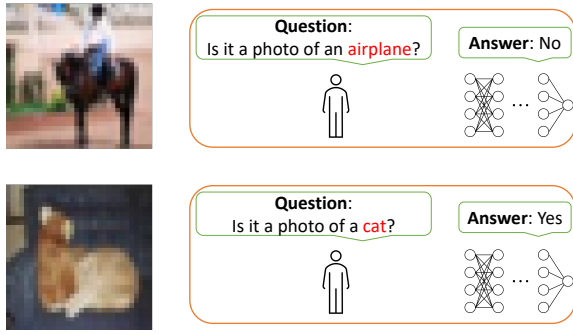 Question:
Is it a photo of an airplane?
Answer: No
...
Question:
Is it a photo of a cat?
Answer: Yes
...